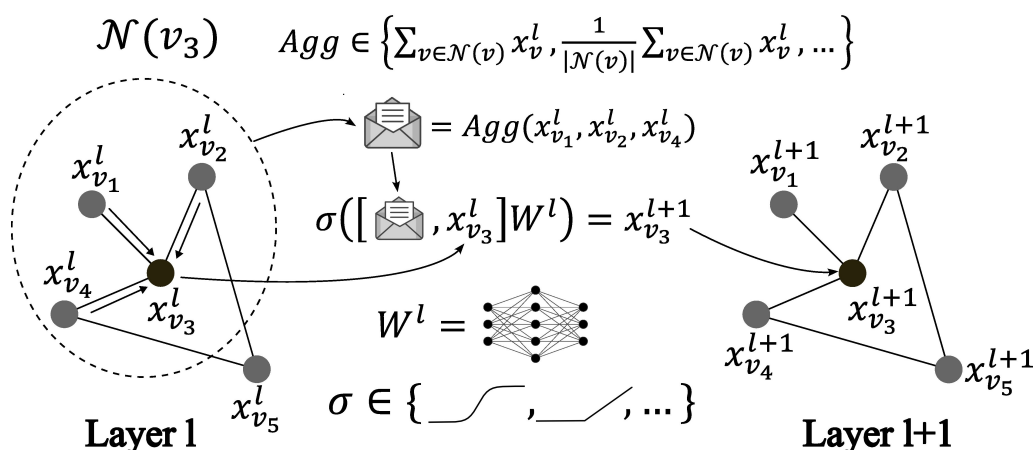 𝒩(v₃)
Agg ∈ {∑_{v∈𝒩(v)} x_v^l, 1/|𝒩(v)| ∑_{v∈𝒩(v)} x_v^l, ...}
= Agg(x_{v₁}^l, x_{v₂}^l, x_{v₄}^l)
σ([ , x_{v₃}^l]W^l) = x_{v₃}^{l+1}
W^l =
σ ∈ { , , ...}
x_{v₂}^l
x_{v₁}^l
x_{v₄}^l
x_{v₃}^l
x_{v₅}^l
Layer l
x_{v₂}^{l+1}
x_{v₁}^{l+1}
x_{v₃}^{l+1}
x_{v₄}^{l+1}
x_{v₅}^{l+1}
Layer l+1